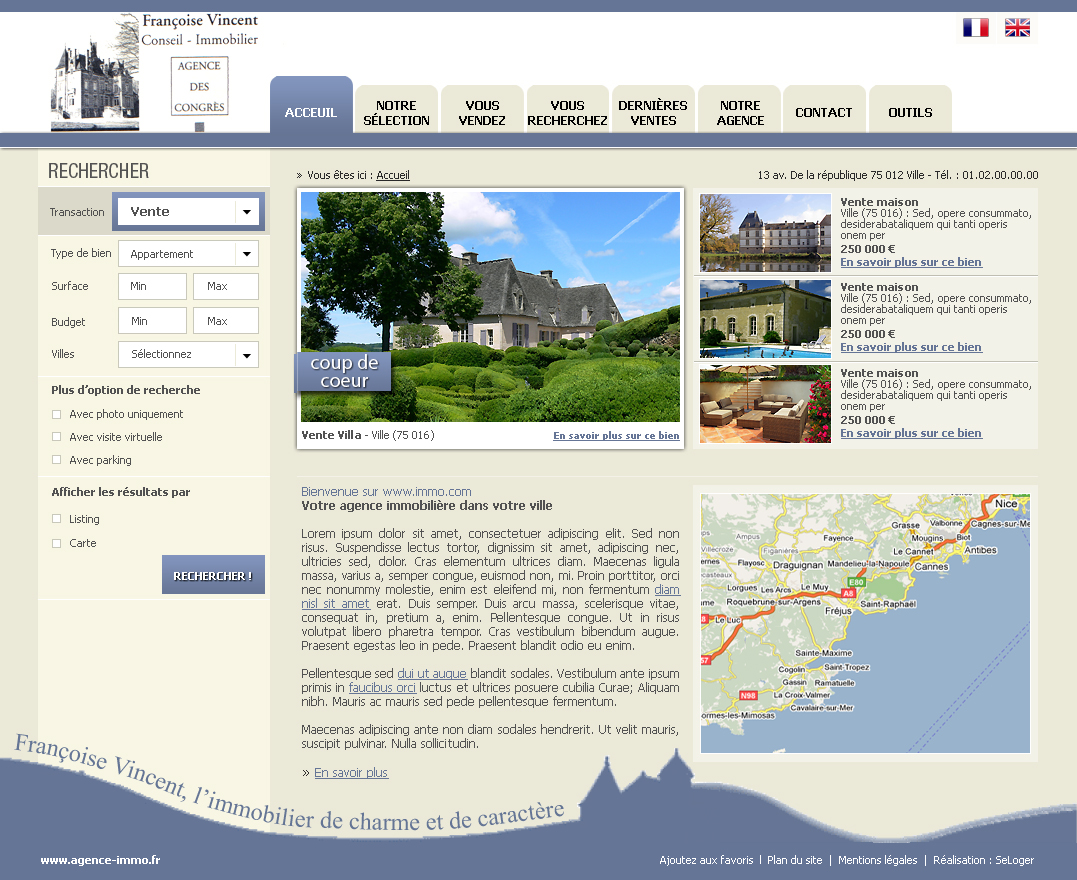 Françoise Vincent
Conseil - Immobilier
AGENCE
DES
CONGRÈS
ACCEUIL
NOTRE
SÉLECTION
VOUS
VENDEZ
VOUS
RECHERCHEZ
DERNIÈRES
VENTES
NOTRE
AGENCE
CONTACT
OUTILS
RECHERCHER
Transaction Vente
Type de bien Appartement
Surface Min Max
Budget Min Max
Villes Sélectionnez
Plus d'option de recherche
Avec photo uniquement
Avec visite virtuelle
Avec parking
Afficher les résultats par
Listing
Carte
RECHERCHER !
» Vous êtes ici : Accueil
13 av. De la république 75 012 Ville - Tél. : 01.02.00.00.00
coup de
coeur
Vente Villa - Ville (75 016)
En savoir plus sur ce bien
Vente maison
Ville (75 016) : Sed, opere consummato,
desiderabataliquem qui tanti operis
onem per
250 000 €
En savoir plus sur ce bien
Vente maison
Ville (75 016) : Sed, opere consummato,
desiderabataliquem qui tanti operis
onem per
250 000 €
En savoir plus sur ce bien
Vente maison
Ville (75 016) : Sed, opere consummato,
desiderabataliquem qui tanti operis
onem per
250 000 €
En savoir plus sur ce bien
Bienvenue sur www.immo.com
Votre agence immobilière dans votre ville
Lorem ipsum dolor sit amet, consectetuer adipiscing elit. Sed non
risus. Suspendisse lectus tortor, dignissim sit amet, adipiscing nec,
ultricies sed, dolor. Cras elementum ultrices diam. Maecenas ligula
massa, varius a, semper congue, euismod non, mi. Proin porttitor, orci
nec nonummy molestie, enim est eleifend mi, non fermentum diam
nisl sit amet erat. Duis semper. Duis arcu massa, scelerisque vitae,
consequat in, pretium a, enim. Pellentesque congue. Ut in risus
volutpat libero pharetra tempor. Cras vestibulum bibendum augue.
Praesent egestas leo in pede. Praesent blandit odio eu enim.
Pellentesque sed dui ut augue blandit sodales. Vestibulum ante ipsum
primis in faucibus orci luctus et ultrices posuere cubilia Curae; Aliquam
nibh. Mauris ac mauris sed pede pellentesque fermentum.
Maecenas adipiscing ante non diam sodales hendrerit. Ut velit mauris,
suscipit pulvinar. Nulla sollicitudin.
» En savoir plus
Nice
Grasse
Valbonne
Cagnes-sur-Me
Ampus
Fayence
Mougins
Biot
Villecroze
Figanières
Le Cannet
Antibes
Flayosc
Draguignan
Mandelieu-la-Napoule
Cannes
casteaux
E80
Lorgues
Les Arcs
Le Muy
A8
Roquebrune-sur-Argens
Saint-Raphaël
Fréjus
Le Luc
Sainte-Maxime
Cogolin
Saint-Tropez
Gassin
Ramatuelle
N98
La Croix-Valmer
Cavalaire-sur-Mer
ormes-les-Mimosas
Françoise Vincent, l'immobilier de charme et de caractère
www.agence-immo.fr
Ajoutez aux favoris | Plan du site | Mentions légales | Réalisation : SeLoger